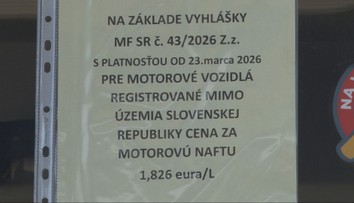 NA ZÁKLADE VYHLÁŠKY
MF SR č. 43/2026 Z.z.
S PLATNOSŤOU OD 23.marca 2026
PRE MOTOROVÉ VOZIDLÁ
REGISTROVANÉ MIMO
ÚZEMIA SLOVENSKEJ
REPUBLIKY CENA ZA
MOTOROVÚ NAFTU
1,826 eura/L